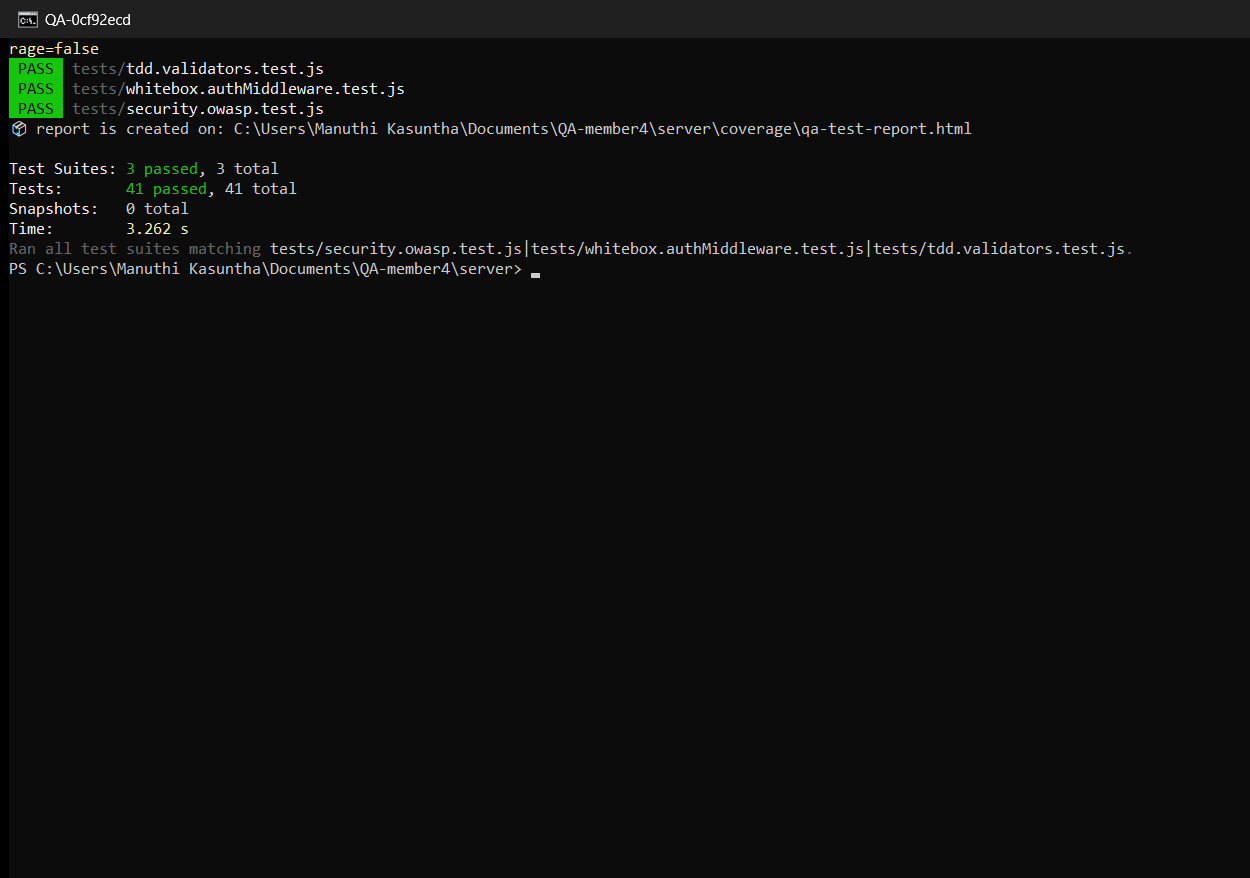 QA-0cf92ecd
rage=false
PASS tests/tdd.validators.test.js
PASS tests/whitebox.authMiddleware.test.js
PASS tests/security.owasp.test.js
📦 report is created on: C:\Users\Manuthi Kasuntha\Documents\QA-member4\server\coverage\qa-test-report.html
Test Suites: 3 passed, 3 total
Tests: 41 passed, 41 total
Snapshots: 0 total
Time: 3.262 s
Ran all test suites matching tests/security.owasp.test.js|tests/whitebox.authMiddleware.test.js|tests/tdd.validators.test.js.
PS C:\Users\Manuthi Kasuntha\Documents\QA-member4\server>